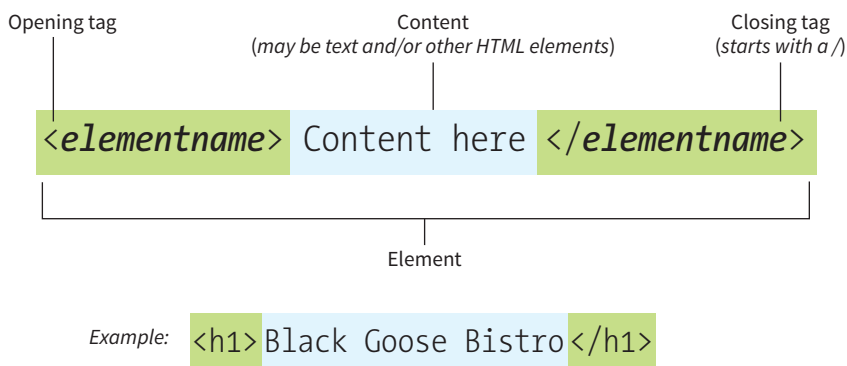 Opening tag
Content
(may be text and/or other HTML elements)
Closing tag
(starts with a /)
<elementname> Content here </elementname>
Element
Example: <h1>Black Goose Bistro</h1>